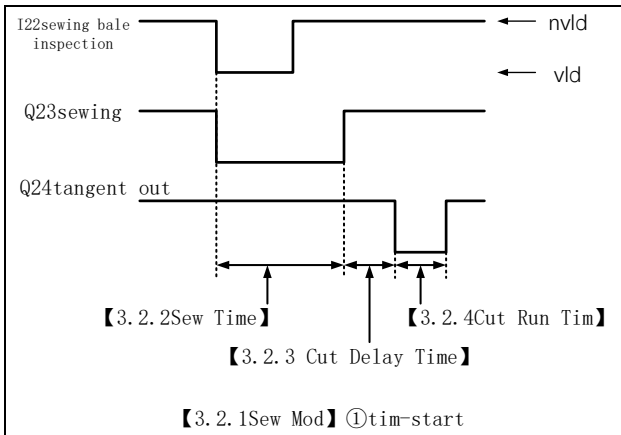 I22sewing bale
inspection
nvld
vld
Q23sewing
Q24tangent out
【3.2.2Sew Time】
【3.2.4Cut Run Tim】
【3.2.3 Cut Delay Time】
【3.2.1Sew Mod】①tim-start